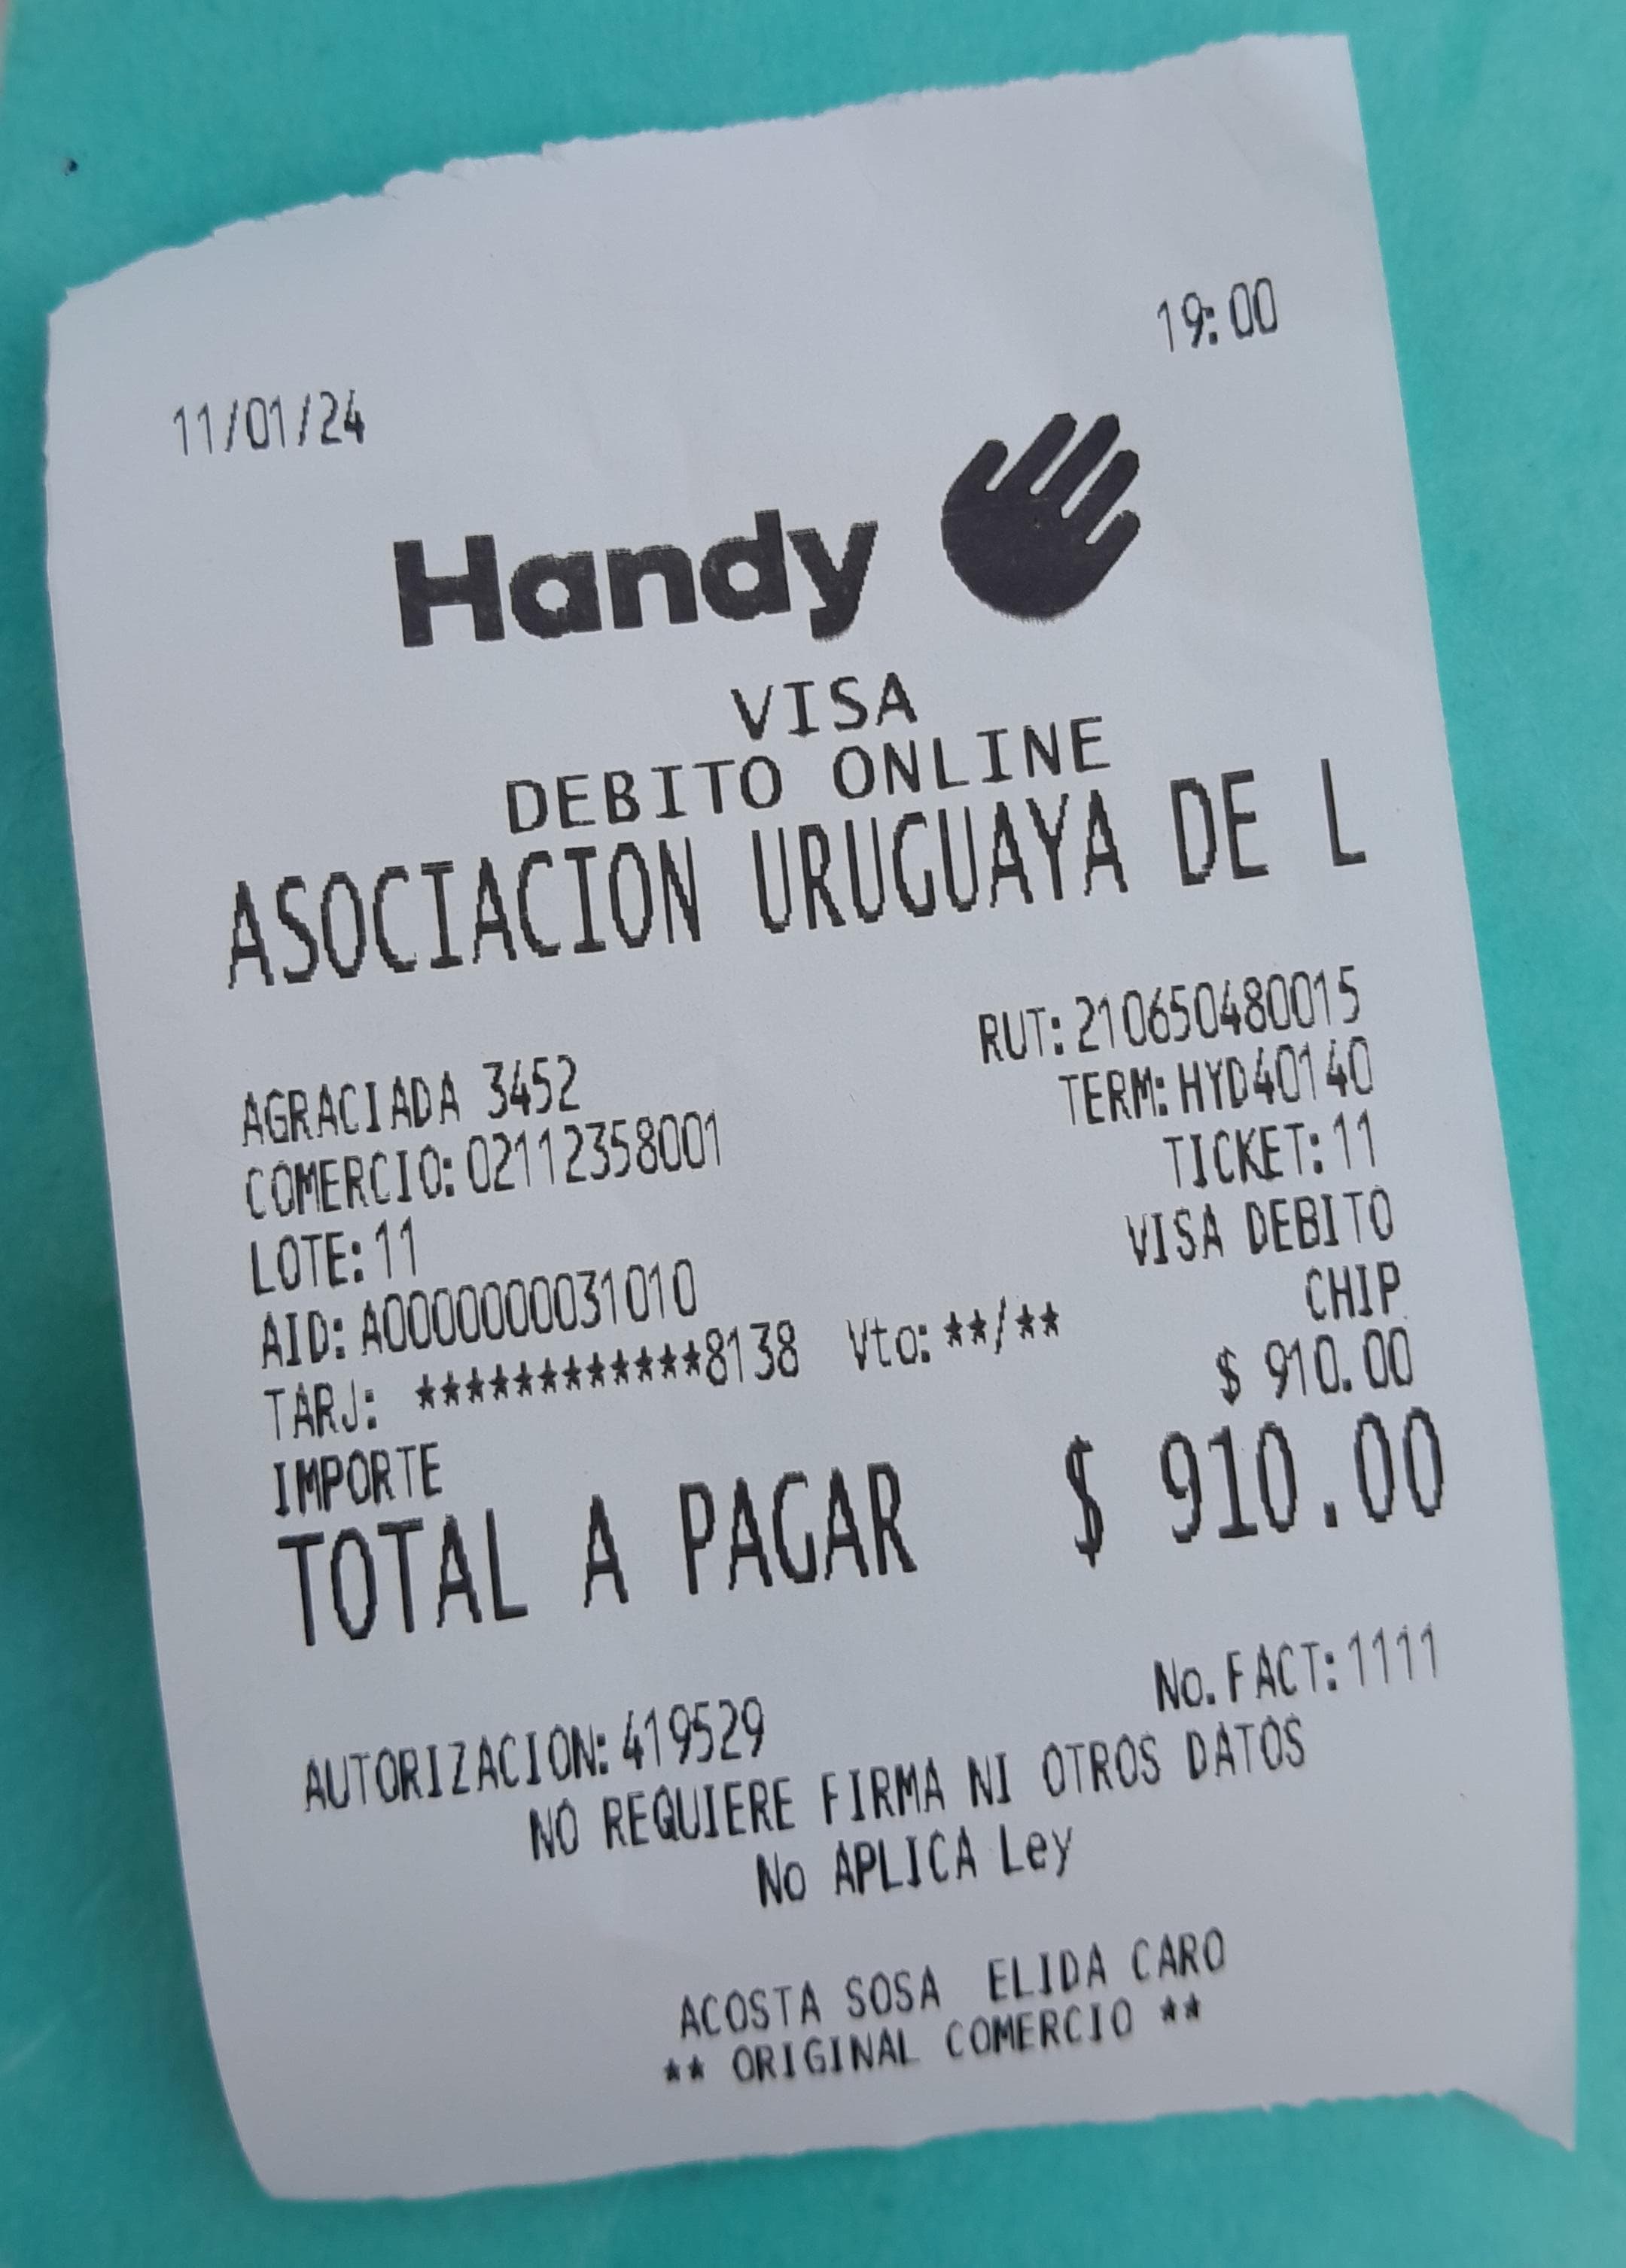 19:00
11/01/24
Handy
VISA
DEBITO ONLINE
ASOCIACION URUGUAYA DE L
RUT:210650480015
AGRACIADA 3452 TERM:HYD40140
COMERCIO:02112358001 TICKET:11
LOTE:11 VISA DEBITO
AID:A0000000031010 CHIP
TARJ: ************8138 Vto:**/**
IMPORTE $ 910.00
TOTAL A PAGAR $ 910.00
No.FACT:1111
AUTORIZACION:419529
NO REQUIERE FIRMA NI OTROS DATOS
No APLICA Ley
ACOSTA SOSA ELIDA CARO
** ORIGINAL COMERCIO **